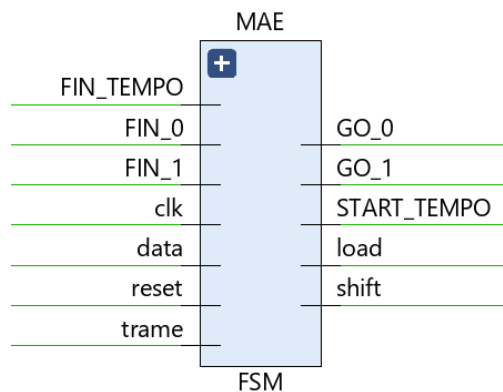 MAE
FIN_TEMPO
FIN_0
GO_0
FIN_1
GO_1
clk
START_TEMPO
data
load
reset
shift
trame
FSM